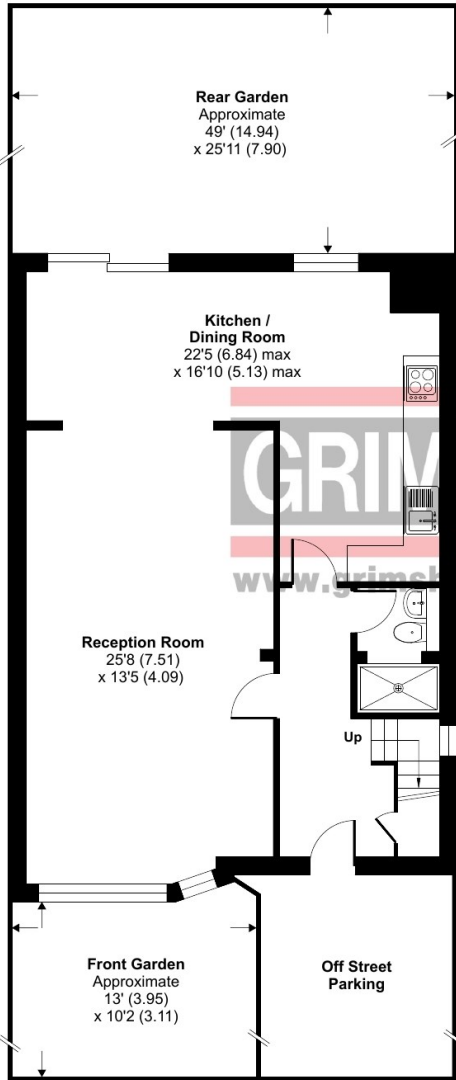 Rear Garden
Approximate
49' (14.94)
x 25'11 (7.90)
Kitchen /
Dining Room
22'5 (6.84) max
x 16'10 (5.13) max
GRIM
www.grimsh
Reception Room
25'8 (7.51)
x 13'5 (4.09)
Up
Front Garden
Approximate
13' (3.95)
x 10'2 (3.11)
Off Street
Parking